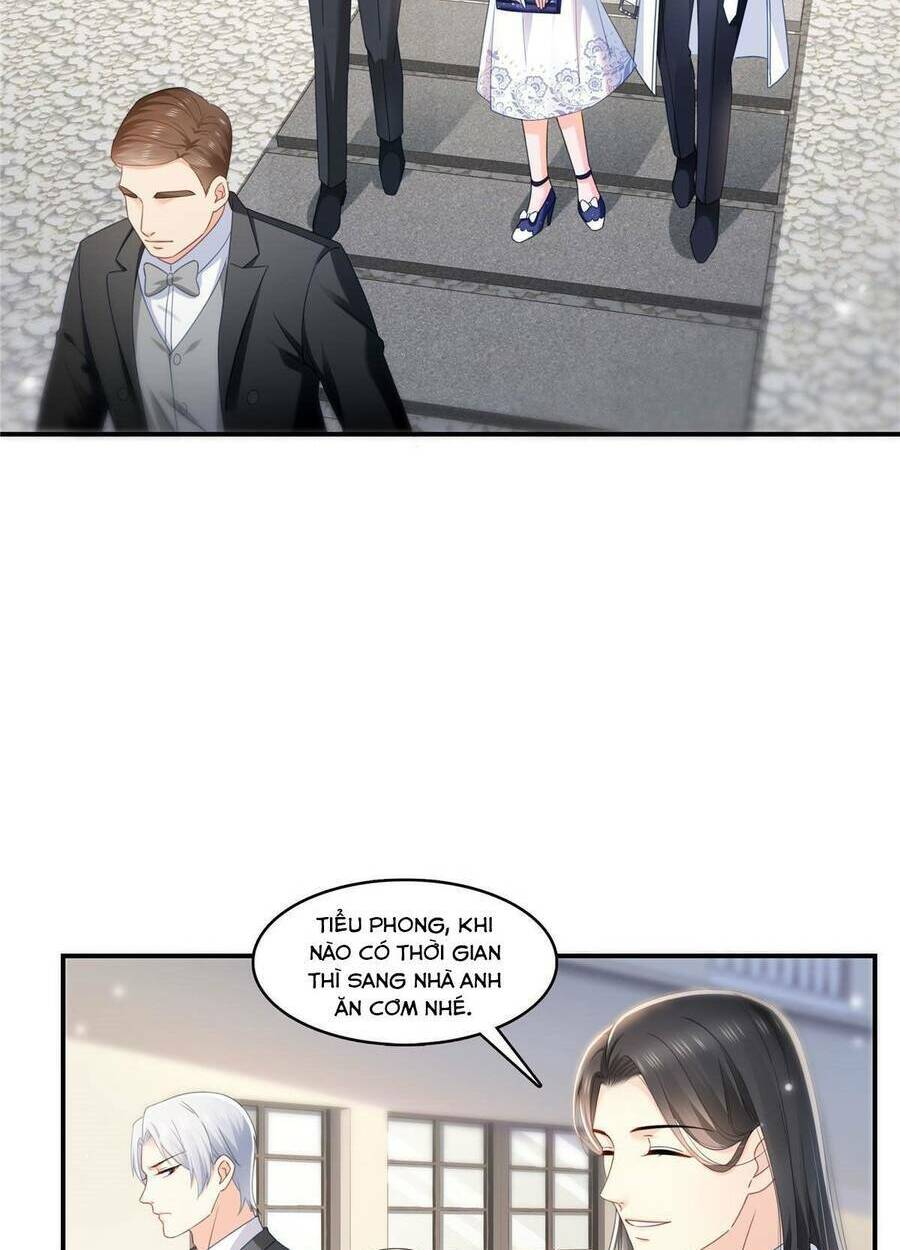 TIỂU PHONG, KHI
NÀO CÓ THỜI GIAN
THÌ SANG NHÀ ANH
ĂN CƠM NHÉ.